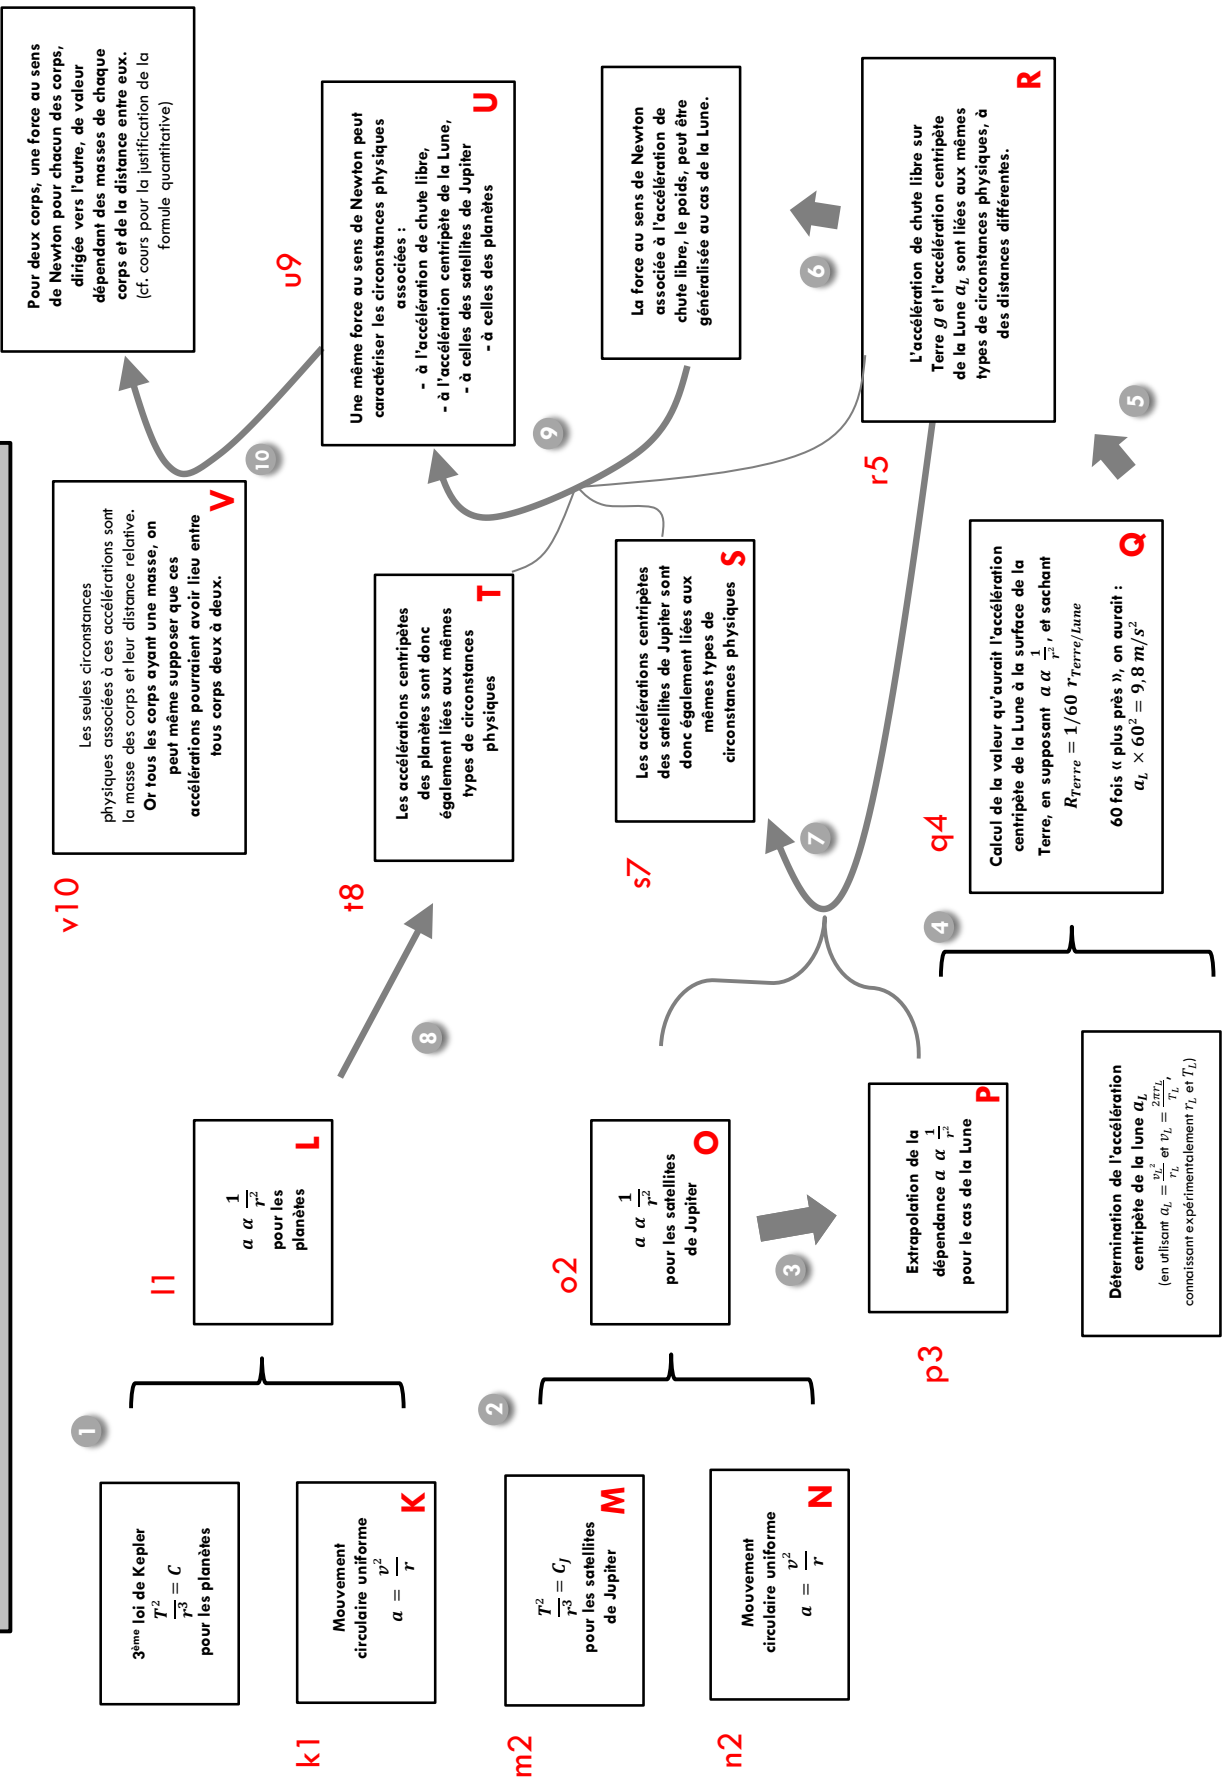 1
3ème loi de Kepler
T²/r³ = C
pour les planètes
k1
Mouvement
circulaire uniforme
a = v²/r
K
l1
a α 1/r²
pour les
planètes
L
2
m2
T²/r³ = C_J
pour les satellites
de Jupiter
M
n2
Mouvement
circulaire uniforme
a = v²/r
N
o2
a α 1/r²
pour les satellites
de Jupiter
O
3
p3
Extrapolation de la
dépendance a α 1/r²
pour le cas de la Lune
P
Détermination de l'accélération
centripète de la lune a_L
(en utilisant a_L = v_L²/r_L et v_L = 2πr_L/T_L,
connaissant expérimentalement r_L et T_L)
4
q4
Calcul de la valeur qu'aurait l'accélération
centripète de la Lune à la surface de la
Terre, en supposant a α 1/r², et sachant
R_Terre = 1/60 r_Terre/Lune
60 fois « plus près », on aurait :
a_L × 60² = 9,8 m/s²
Q
5
r5
L'accélération de chute libre sur
Terre g et l'accélération centripète
de la Lune a_L sont liées aux mêmes
types de circonstances physiques, à
des distances différentes.
R
6
La force au sens de Newton
associée à l'accélération de
chute libre, le poids, peut être
généralisée au cas de la Lune.
7
s7
Les accélérations centripètes
des satellites de Jupiter sont
donc également liées aux
mêmes types de
circonstances physiques
S
8
t8
Les accélérations centripètes
des planètes sont donc
également liées aux mêmes
types de circonstances
physiques
T
9
u9
Une même force au sens de Newton peut
caractériser les circonstances physiques
associées :
- à l'accélération de chute libre,
- à l'accélération centripète de la Lune,
- à celles des satellites de Jupiter
- à celles des planètes
U
10
v10
Les seules circonstances
physiques associées à ces accélérations sont
la masse des corps et leur distance relative.
Or tous les corps ayant une masse, on
peut même supposer que ces
accélérations pourraient avoir lieu entre
tous corps deux à deux.
V
Pour deux corps, une force au sens
de Newton pour chacun des corps,
dirigée vers l'autre, de valeur
dépendant des masses de chaque
corps et de la distance entre eux.
(cf. cours pour la justification de la
formule quantitative)